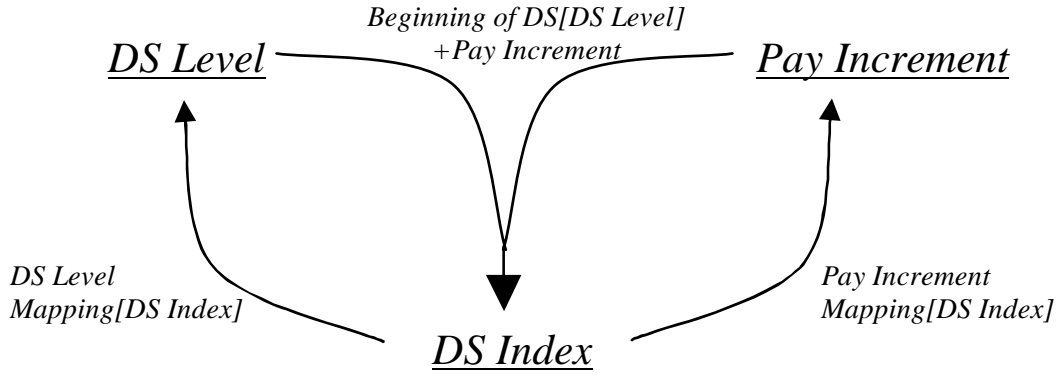 Beginning of DS[DS Level]
+Pay Increment
DS Level
Pay Increment
DS Level
Mapping[DS Index]
Pay Increment
Mapping[DS Index]
DS Index